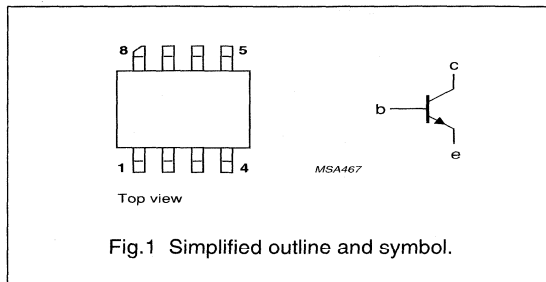 8 5
c
b
1 4
MSA467
e
Top view
Fig.1 Simplified outline and symbol.